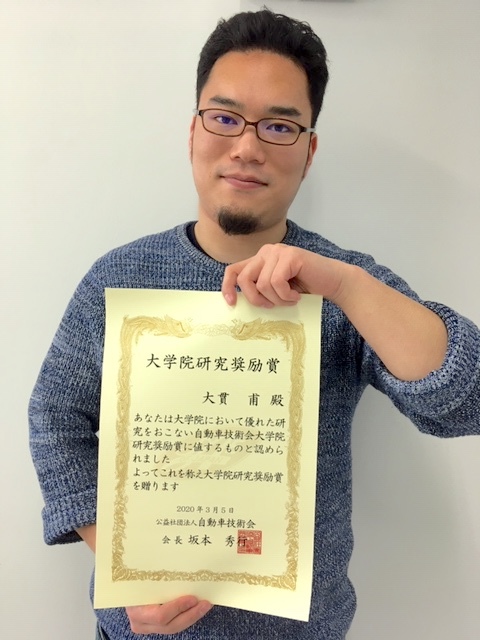 大学院研究奨励賞
大貫 甫 殿
あなたは大学院において優れた研
究をおこない自動車技術会大学院
研究奨励賞に値するものと認めら
れました
よってこれを称え大学院研究奨励賞
を贈ります
2020年3月5日
公益社団法人自動車技術会
会長 坂本 秀行